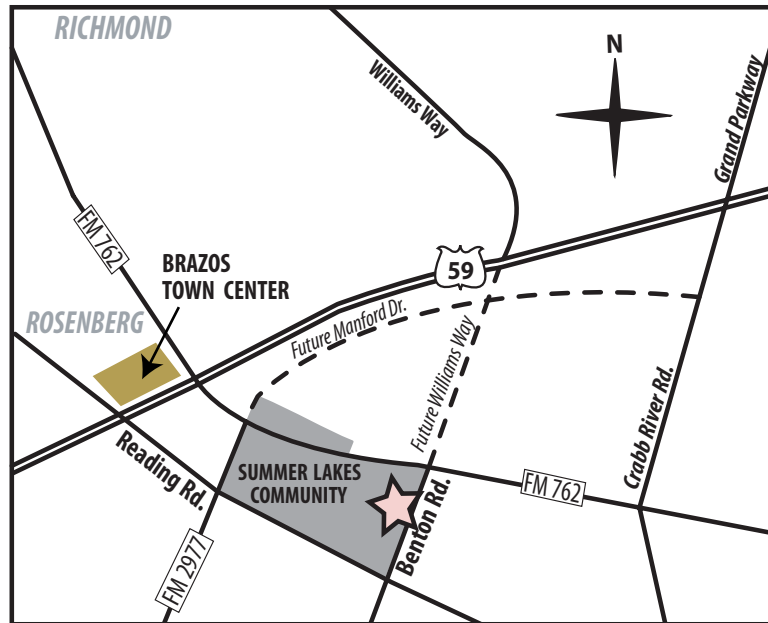 RICHMOND
Williams Way
N
Grand Parkway
FM 762
BRAZOS
TOWN CENTER
59
ROSENBERG
Future Manford Dr.
Future Williams Way
Reading Rd.
SUMMER LAKES
COMMUNITY
Benton Rd.
FM 762
Crabb River Rd.
FM 2977